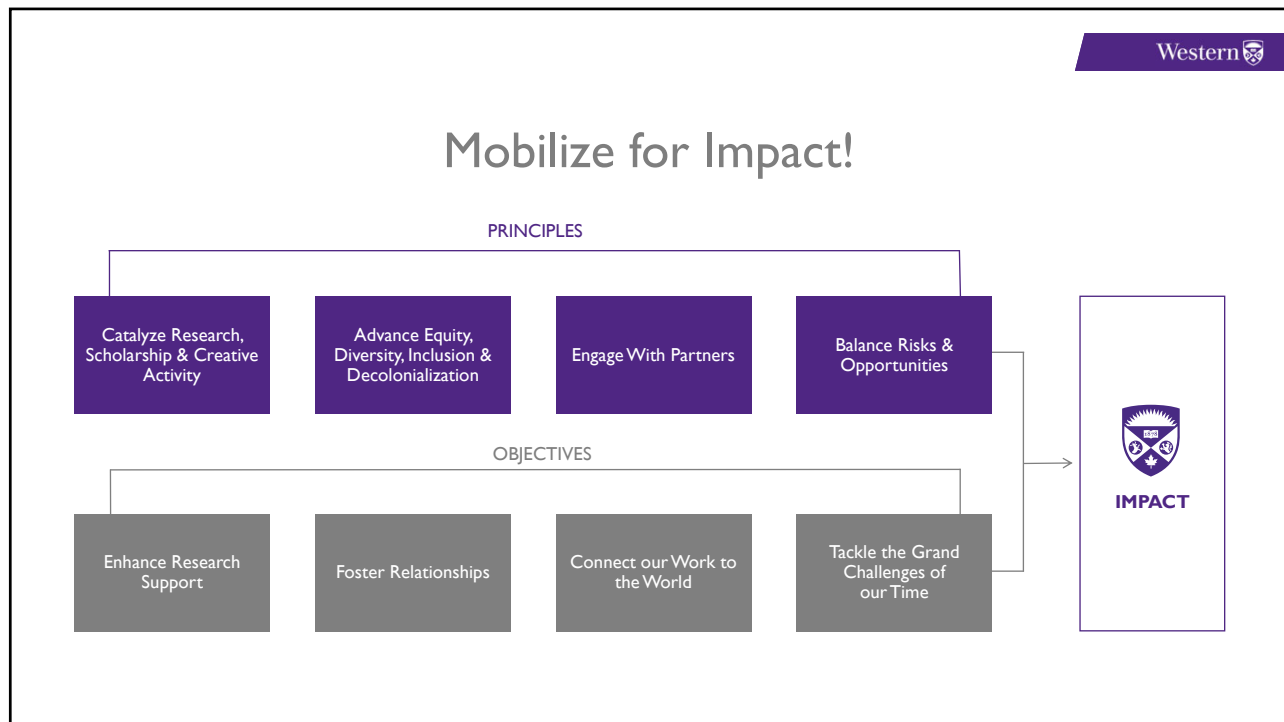 Western
Mobilize for Impact!
PRINCIPLES
Catalyze Research,
Scholarship & Creative
Activity
Advance Equity,
Diversity, Inclusion &
Decolonialization
Engage With Partners
Balance Risks &
Opportunities
OBJECTIVES
Enhance Research
Support
Foster Relationships
Connect our Work to
the World
Tackle the Grand
Challenges of
our Time
IMPACT